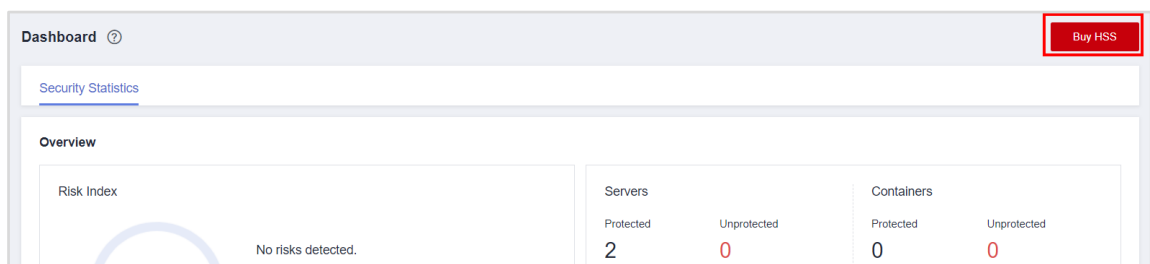 Dashboard ?
Buy HSS
Security Statistics
Overview
Risk Index
No risks detected.
Servers
Protected Unprotected
2 0
Containers
Protected Unprotected
0 0